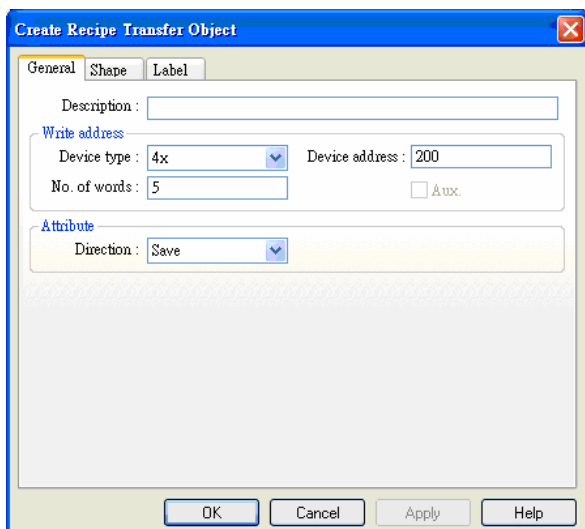 Create Recipe Transfer Object
General Shape Label
Description :
Write address
Device type : 4x Device address : 200
No. of words : 5 Aux.
Attribute
Direction : Save
OK Cancel Apply Help